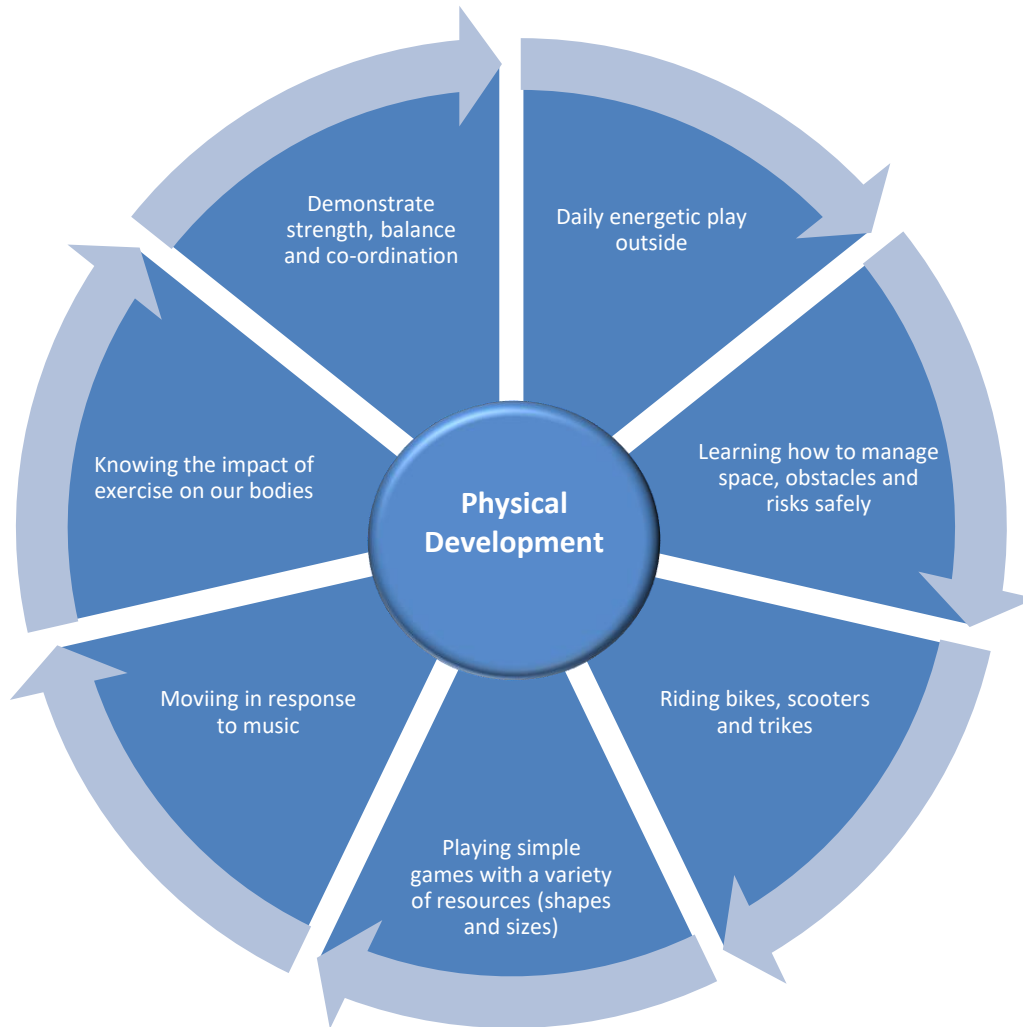 Physical
Development
Daily energetic play
outside
Learning how to manage
space, obstacles and
risks safely
Riding bikes, scooters
and trikes
Playing simple
games with a variety
of resources (shapes
and sizes)
Moviing in response
to music
Knowing the impact of
exercise on our bodies
Demonstrate
strength, balance
and co-ordination